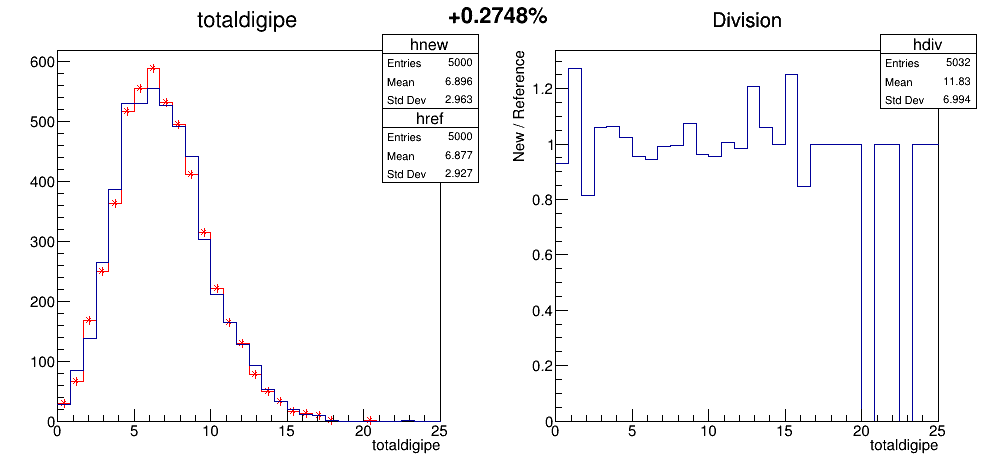 +0.2748%
totaldigipe
hnew
Entries 5000
Mean 6.896
Std Dev 2.963
href
Entries 5000
Mean 6.877
Std Dev 2.927
600
500
400
300
200
100
0
0 5 10 15 20 25
totaldigipe
Division
hdiv
Entries 5032
Mean 11.83
Std Dev 6.994
New / Reference
1.2
1
0.8
0.6
0.4
0.2
0
0 5 10 15 20 25
totaldigipe